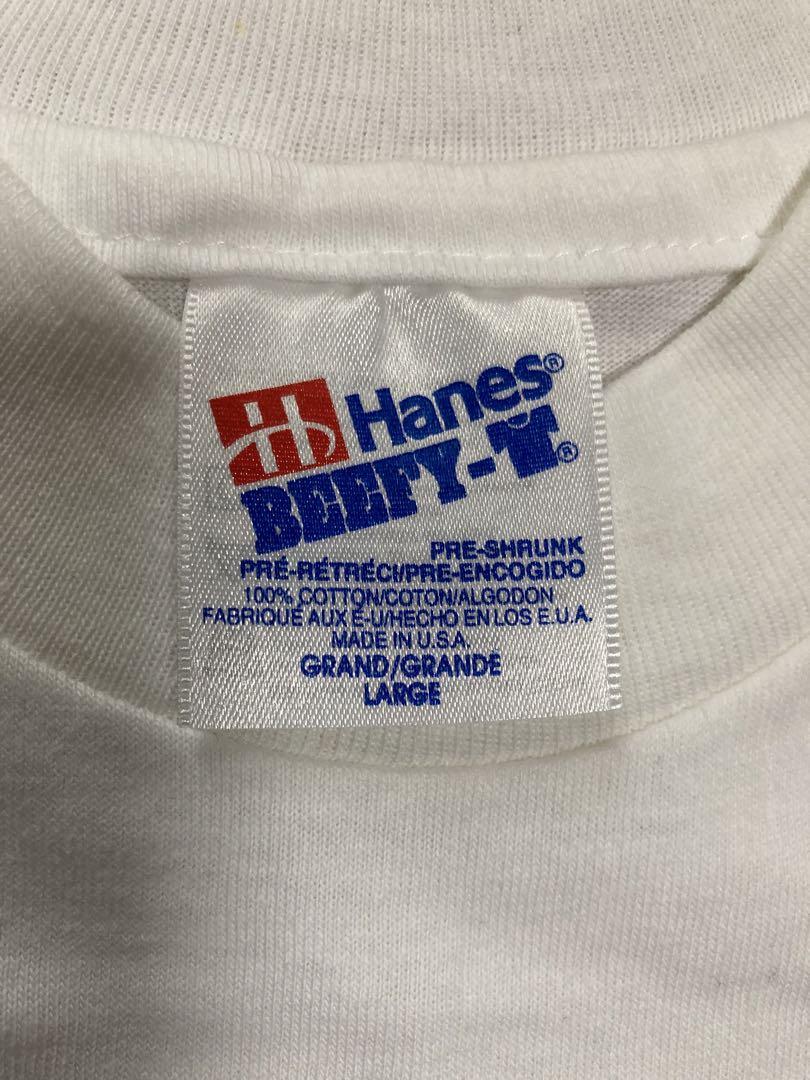 H Hanes®
BEEFY-T®
PRE-SHRUNK
PRÉ-RÉTRÉCI/PRE-ENCOGIDO
100% COTTON/COTON/ALGODON
FABRIQUÉ AUX É-U/HECHO EN LOS E.U.A.
MADE IN U.S.A.
GRAND/GRANDE
LARGE